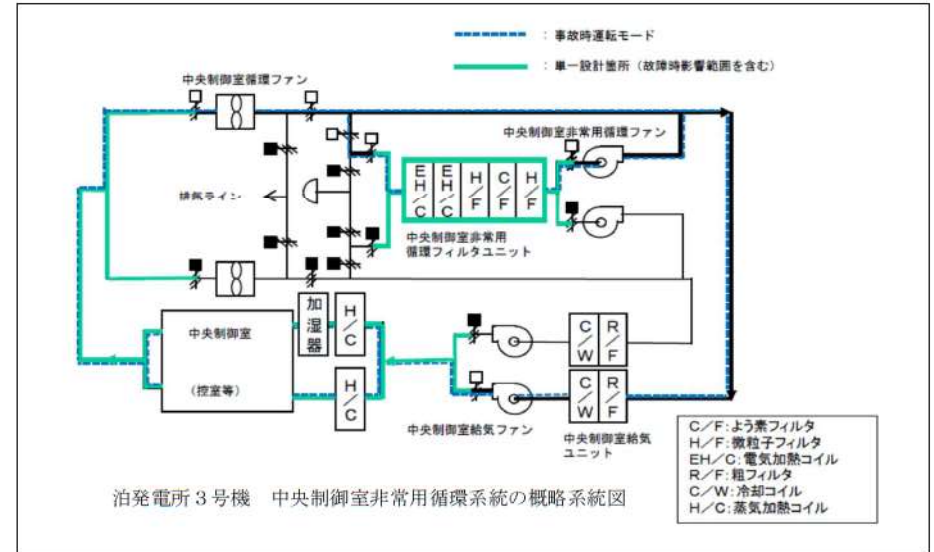 ：事故時運転モード
：単一設計箇所（故障時影響範囲を含む）
中央制御室循環ファン
中央制御室非常用循環ファン
排気ライン
EH/C
EH/C
H/F
C/F
H/F
中央制御室非常用
循環フィルタユニット
加湿器
H/C
中央制御室
（控室等）
H/C
C/W
R/F
C/W
R/F
中央制御室給気ファン
中央制御室給気
ユニット
C／F：よう素フィルタ
H／F：微粒子フィルタ
EH／C：電気加熱コイル
R／F：粗フィルタ
C／W：冷却コイル
H／C：蒸気加熱コイル
泊発電所３号機　中央制御室非常用循環系統の概略系統図